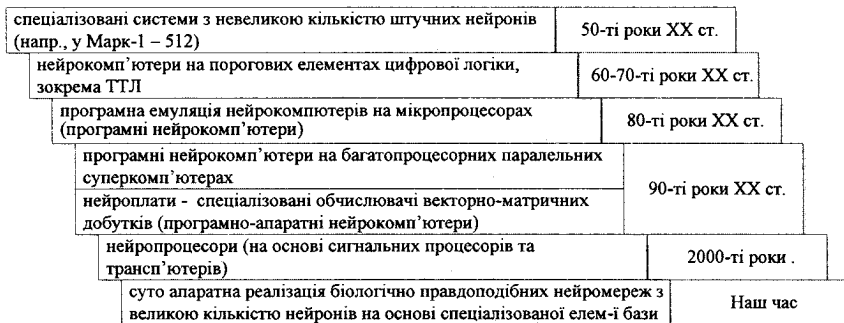 спеціалізовані системи з невеликою кількістю штучних нейронів
(напр., у Марк-1 – 512)
50-ті роки ХХ ст.
нейрокомп’ютери на порогових елементах цифрової логіки,
зокрема ТТЛ
60-70-ті роки ХХ ст.
програмна емуляція нейрокомпютерів на мікропроцесорах
(програмні нейрокомп’ютери)
80-ті роки ХХ ст.
програмні нейрокомп’ютери на багатопроцесорних паралельних
суперкомп’ютерах
нейроплати - спеціалізовані обчислювачі векторно-матричних
добутків (програмно-апаратні нейрокомп’ютери)
90-ті роки ХХ ст.
нейропроцесори (на основі сигнальних процесорів та
трансп’ютерів)
2000-ті роки .
суто апаратна реалізація біологічно правдоподібних нейромереж з
великою кількістю нейронів на основі спеціалізованої елем-ї бази
Наш час